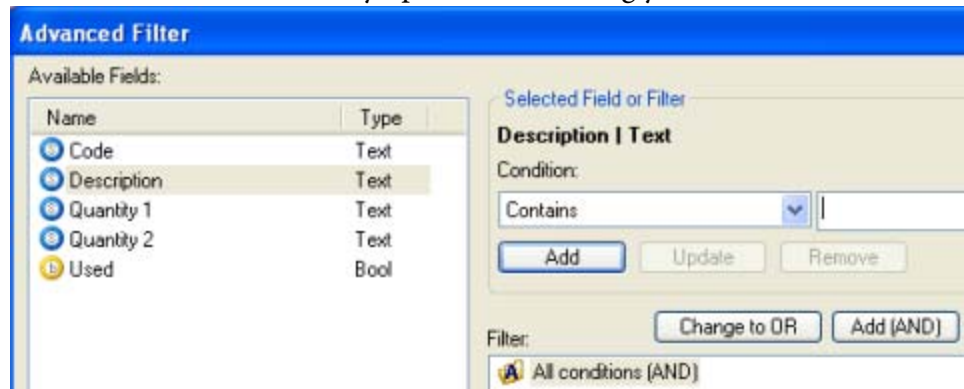 Advanced Filter
Available Fields:
Name Type
Code Text
Description Text
Quantity 1 Text
Quantity 2 Text
Used Bool
Selected Field or Filter
Description | Text
Condition:
Contains
Add Update Remove
Change to OR Add (AND)
Filter:
All conditions (AND)